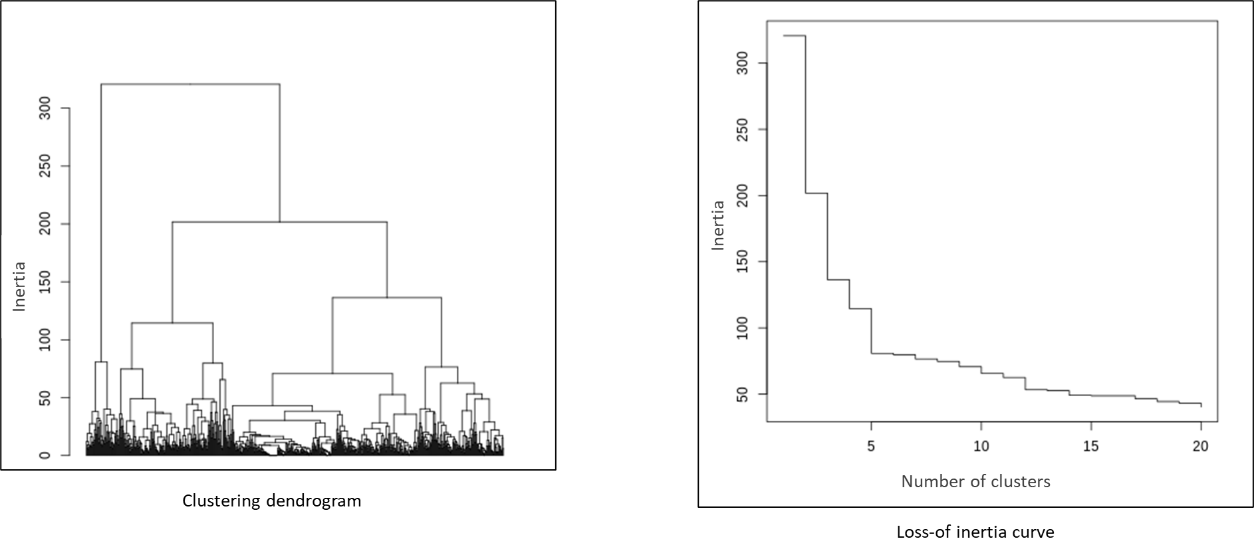 300
250
200
150
100
50
0
Inertia
Clustering dendrogram
300
250
200
150
100
50
Inertia
5 10 15 20
Number of clusters
Loss-of inertia curve